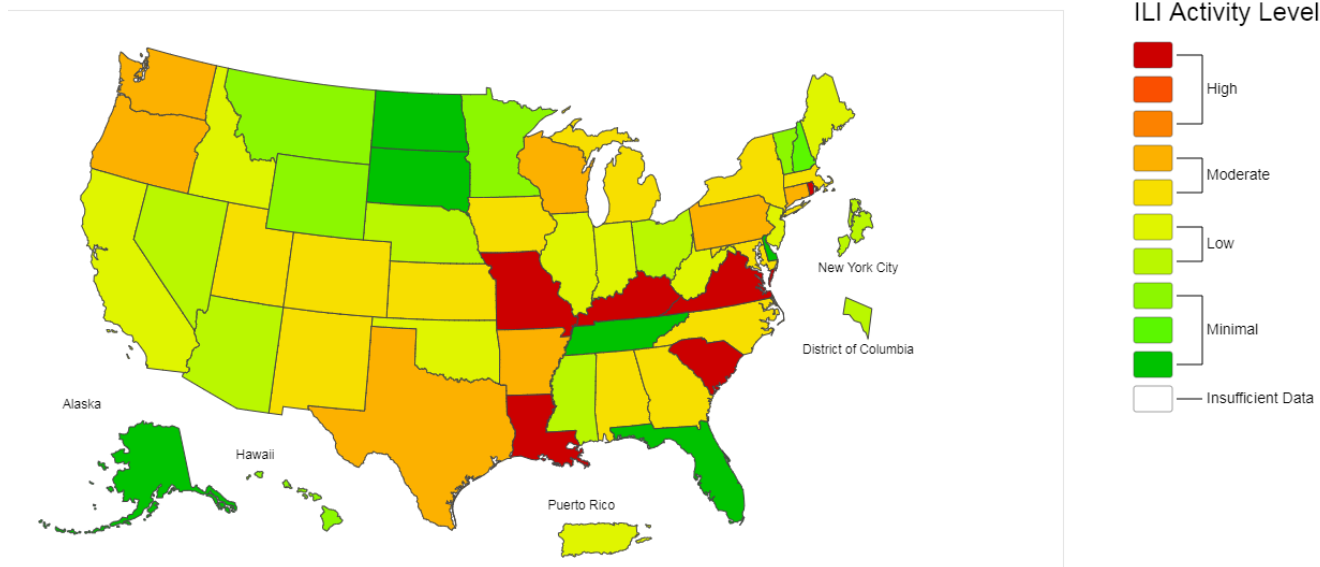 ILI Activity Level
High
Moderate
Low
Minimal
Insufficient Data
New York City
District of Columbia
Alaska
Hawaii
Puerto Rico